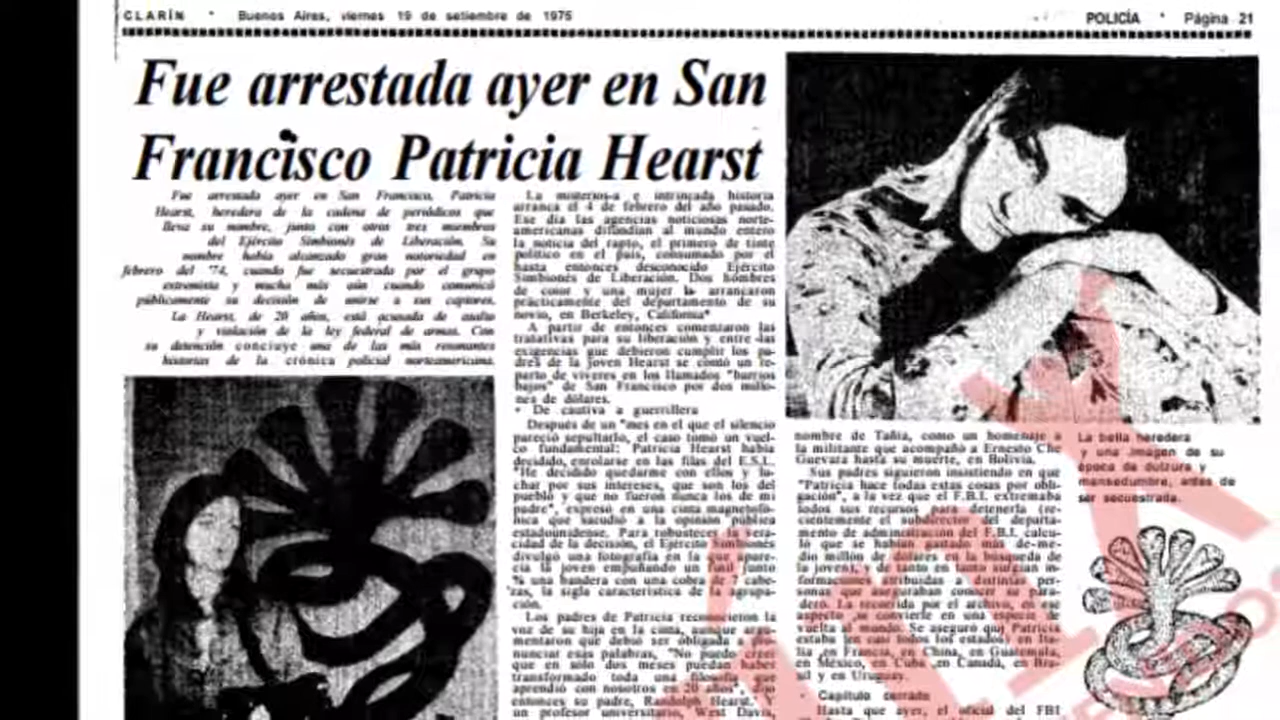 CLARÍN * Buenos Aires, viernes 19 de setiembre de 1975
POLICÍA * Página 21
Fue arrestada ayer en San
Francisco Patricia Hearst
Fue arrestada ayer en San Francisco, Patricia
Hearst, heredera de la cadena de periódicos que
lleva su nombre, junto con otros tres miembros
del Ejército Simbionés de Liberación. Su
nombre había alcanzado gran notoriedad en
febrero del '74, cuando fue secuestrada por el grupo
extremista y mucho más aún cuando comunicó
públicamente su decisión de unirse a sus captores.
La Hearst, de 20 años, está acusada de asalto
y violación de la ley federal de armas. Con
su detención concluye una de las más resonantes
historias de la crónica policial norteamericana.
La misteriosa e intrincada historia
arranca el 4 de febrero del año pasado.
Ese día las agencias noticiosas norte-
americanas difundían al mundo entero
la noticia del rapto, el primero de tinte
político en el país, consumado por el
hasta entonces desconocido Ejército
Simbionés de Liberación. Dos hombres
de color y una mujer la arrancaron
prácticamente del departamento de su
novio, en Berkeley, California*
A partir de entonces comentaron las
tratativas para su liberación y entre las
exigencias que debieron cumplir los pa-
dres de la joven Hearst se contó un re-
parto de víveres en los llamados "barrios
bajos" de San Francisco por dos millo-
nes de dólares.
* De cautiva a guerrillera
Después de un "mes en el que el silencio
pareció sepultarlo, el caso tomó un vuel-
co fundamental: Patricia Hearst había
decidido, enrolarse en las filas del E.S.L.
"He decidido quedarme con ellos y lu-
char por sus intereses, que son los del
pueblo y que no fueron nunca los de mi
padre", expresó en una cinta magnetofó-
nica que sacudió a la opinión pública
estadounidense. Para robustecer la vera-
cidad de la decisión, el Ejército Simbionés
divulgó una fotografía en la que apare-
cía la joven empuñando un fusil junto
% una bandera con una cobra de 7 cabe-
zas, la sigla característica de la agrupa-
ción.
Los padres de Patricia reconocieron la
voz de su hija en la cinta, aunque argu-
mentaron que debió ser obligada a pro-
nunciar esas palabras. "No puedo creer
que en sólo dos meses puedan haber
transformado toda una filosofía que
aprendió con nosotros en 20 años", dijo
entonces su padre, Randolph Hearst. Y
un profesor universitario, West Davis,
nombre de Tañia, como un homenaje a
la militante que acompañó a Ernesto Che
Guevara hasta su muerte, en Bolivia.
Sus padres siguieron insistiendo en que
"Patricia hace todas estas cosas por obli-
gación", a la vez que el F.B.I. extremaba
todos sus recursos para detenerla (re-
cientemente el subdirector del departa-
mento de administración del F.B.I. calcu-
ló que se habían gastado más de me-
dio millón de dólares en la búsqueda de
la joven), y de tanto en tanto surgían in-
formaciones atribuidas a distintas per-
sonas que aseguraban conocer su para-
dero. La recorrida por el archivo, en ese
aspecto se convierte en una especie de
vuelta al mundo. Se aseguró que Patricia
estaba en casi todos los estados en Ita-
lia en Francia, en China, en Guatemala,
en México, en Cuba en Canadá, en Bra-
sil y en Uruguay.
* Capítulo cerrado
Hasta que ayer, el oficial del FBI
La bella heredera
y una imagen de su
época de dulzura y
mansedumbre, antes de
ser secuestrada.